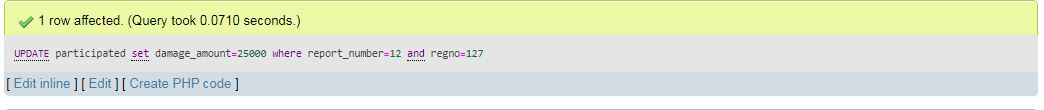 1 row affected. (Query took 0.0710 seconds.)
UPDATE participated set damage_amount=25000 where report_number=12 and regno=127
[ Edit inline ] [ Edit ] [ Create PHP code ]